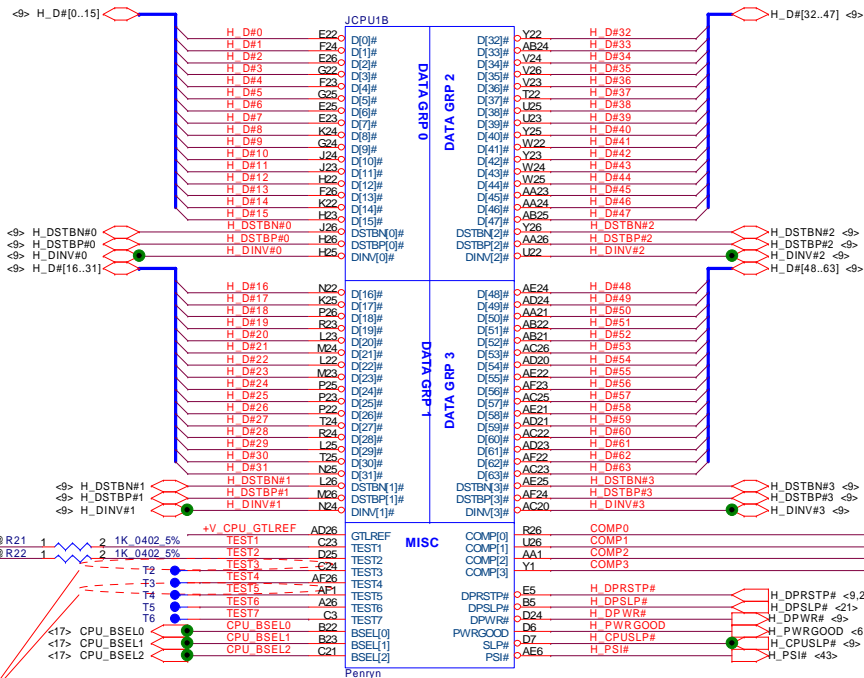 JCPU1B
<9> H_D#[0..15] H_D#[32..47] <9>
H_D#0 E22 D[0]# D[32]# Y22 H_D#32
H_D#1 F24 D[1]# D[33]# AB24 H_D#33
H_D#2 E26 D[2]# D[34]# V24 H_D#34
H_D#3 G22 D[3]# D[35]# V26 H_D#35
H_D#4 F23 D[4]# D[36]# V23 H_D#36
H_D#5 G25 D[5]# D[37]# T22 H_D#37
H_D#6 E25 D[6]# D[38]# U25 H_D#38
H_D#7 E23 D[7]# D[39]# U23 H_D#39
H_D#8 K24 D[8]# D[40]# Y25 H_D#40
H_D#9 G24 D[9]# D[41]# W22 H_D#41
H_D#10 J24 D[10]# D[42]# Y23 H_D#42
H_D#11 J23 D[11]# D[43]# W24 H_D#43
H_D#12 H22 D[12]# D[44]# W25 H_D#44
H_D#13 F26 D[13]# D[45]# AA23 H_D#45
H_D#14 K22 D[14]# D[46]# AA24 H_D#46
H_D#15 H23 D[15]# D[47]# AB25 H_D#47
<9> H_DSTBN#0 H_DSTBN#0 J26 DSTBN[0]# DSTBN[2]# Y26 H_DSTBN#2 H_DSTBN#2 <9>
<9> H_DSTBP#0 H_DSTBP#0 H26 DSTBP[0]# DSTBP[2]# AA26 H_DSTBP#2 H_DSTBP#2 <9>
<9> H_DINV#0 H_DINV#0 H25 DINV[0]# DINV[2]# U22 H_DINV#2 H_DINV#2 <9>
DATA GRP 0
DATA GRP 2
<9> H_D#[16..31] H_D#[48..63] <9>
H_D#16 N22 D[16]# D[48]# AE24 H_D#48
H_D#17 K25 D[17]# D[49]# AD24 H_D#49
H_D#18 P26 D[18]# D[50]# AA21 H_D#50
H_D#19 R23 D[19]# D[51]# AB22 H_D#51
H_D#20 L23 D[20]# D[52]# AB21 H_D#52
H_D#21 M24 D[21]# D[53]# AC26 H_D#53
H_D#22 L22 D[22]# D[54]# AD20 H_D#54
H_D#23 M23 D[23]# D[55]# AE22 H_D#55
H_D#24 P25 D[24]# D[56]# AF23 H_D#56
H_D#25 P23 D[25]# D[57]# AC25 H_D#57
H_D#26 P22 D[26]# D[58]# AE21 H_D#58
H_D#27 T24 D[27]# D[59]# AD21 H_D#59
H_D#28 R24 D[28]# D[60]# AC22 H_D#60
H_D#29 L25 D[29]# D[61]# AD23 H_D#61
H_D#30 T25 D[30]# D[62]# AF22 H_D#62
H_D#31 N25 D[31]# D[63]# AC23 H_D#63
<9> H_DSTBN#1 H_DSTBN#1 L26 DSTBN[1]# DSTBN[3]# AE25 H_DSTBN#3 H_DSTBN#3 <9>
<9> H_DSTBP#1 H_DSTBP#1 M26 DSTBP[1]# DSTBP[3]# AF24 H_DSTBP#3 H_DSTBP#3 <9>
<9> H_DINV#1 H_DINV#1 N24 DINV[1]# DINV[3]# AC20 H_DINV#3 H_DINV#3 <9>
DATA GRP 1
DATA GRP 3
MISC
+V_CPU_GTLREF AD26 GTLREF COMP[0] R26 COMP0
R21 1 2 1K_0402_5% TEST1 C23 TEST1 COMP[1] U26 COMP1
R22 1 2 1K_0402_5% TEST2 D25 TEST2 COMP[2] AA1 COMP2
T2 TEST3 C24 TEST3 COMP[3] Y1 COMP3
T3 TEST4 AF26 TEST4
T4 TEST5 AF1 TEST5 DPRSTP# E5 H_DPRSTP# H_DPRSTP# <9,2
T5 TEST6 A26 TEST6 DPSLP# B5 H_DPSLP# H_DPSLP# <21>
T6 TEST7 C3 TEST7 DPWR# D24 H_DPWR# H_DPWR# <9>
<17> CPU_BSEL0 CPU_BSEL0 B22 BSEL[0] PWRGOOD D6 H_PWRGOOD H_PWRGOOD <6
<17> CPU_BSEL1 CPU_BSEL1 B23 BSEL[1] SLP# D7 H_CPUSLP# H_CPUSLP# <9>
<17> CPU_BSEL2 CPU_BSEL2 C21 BSEL[2] PSI# AE6 H_PSI# H_PSI# <43>
Penryn